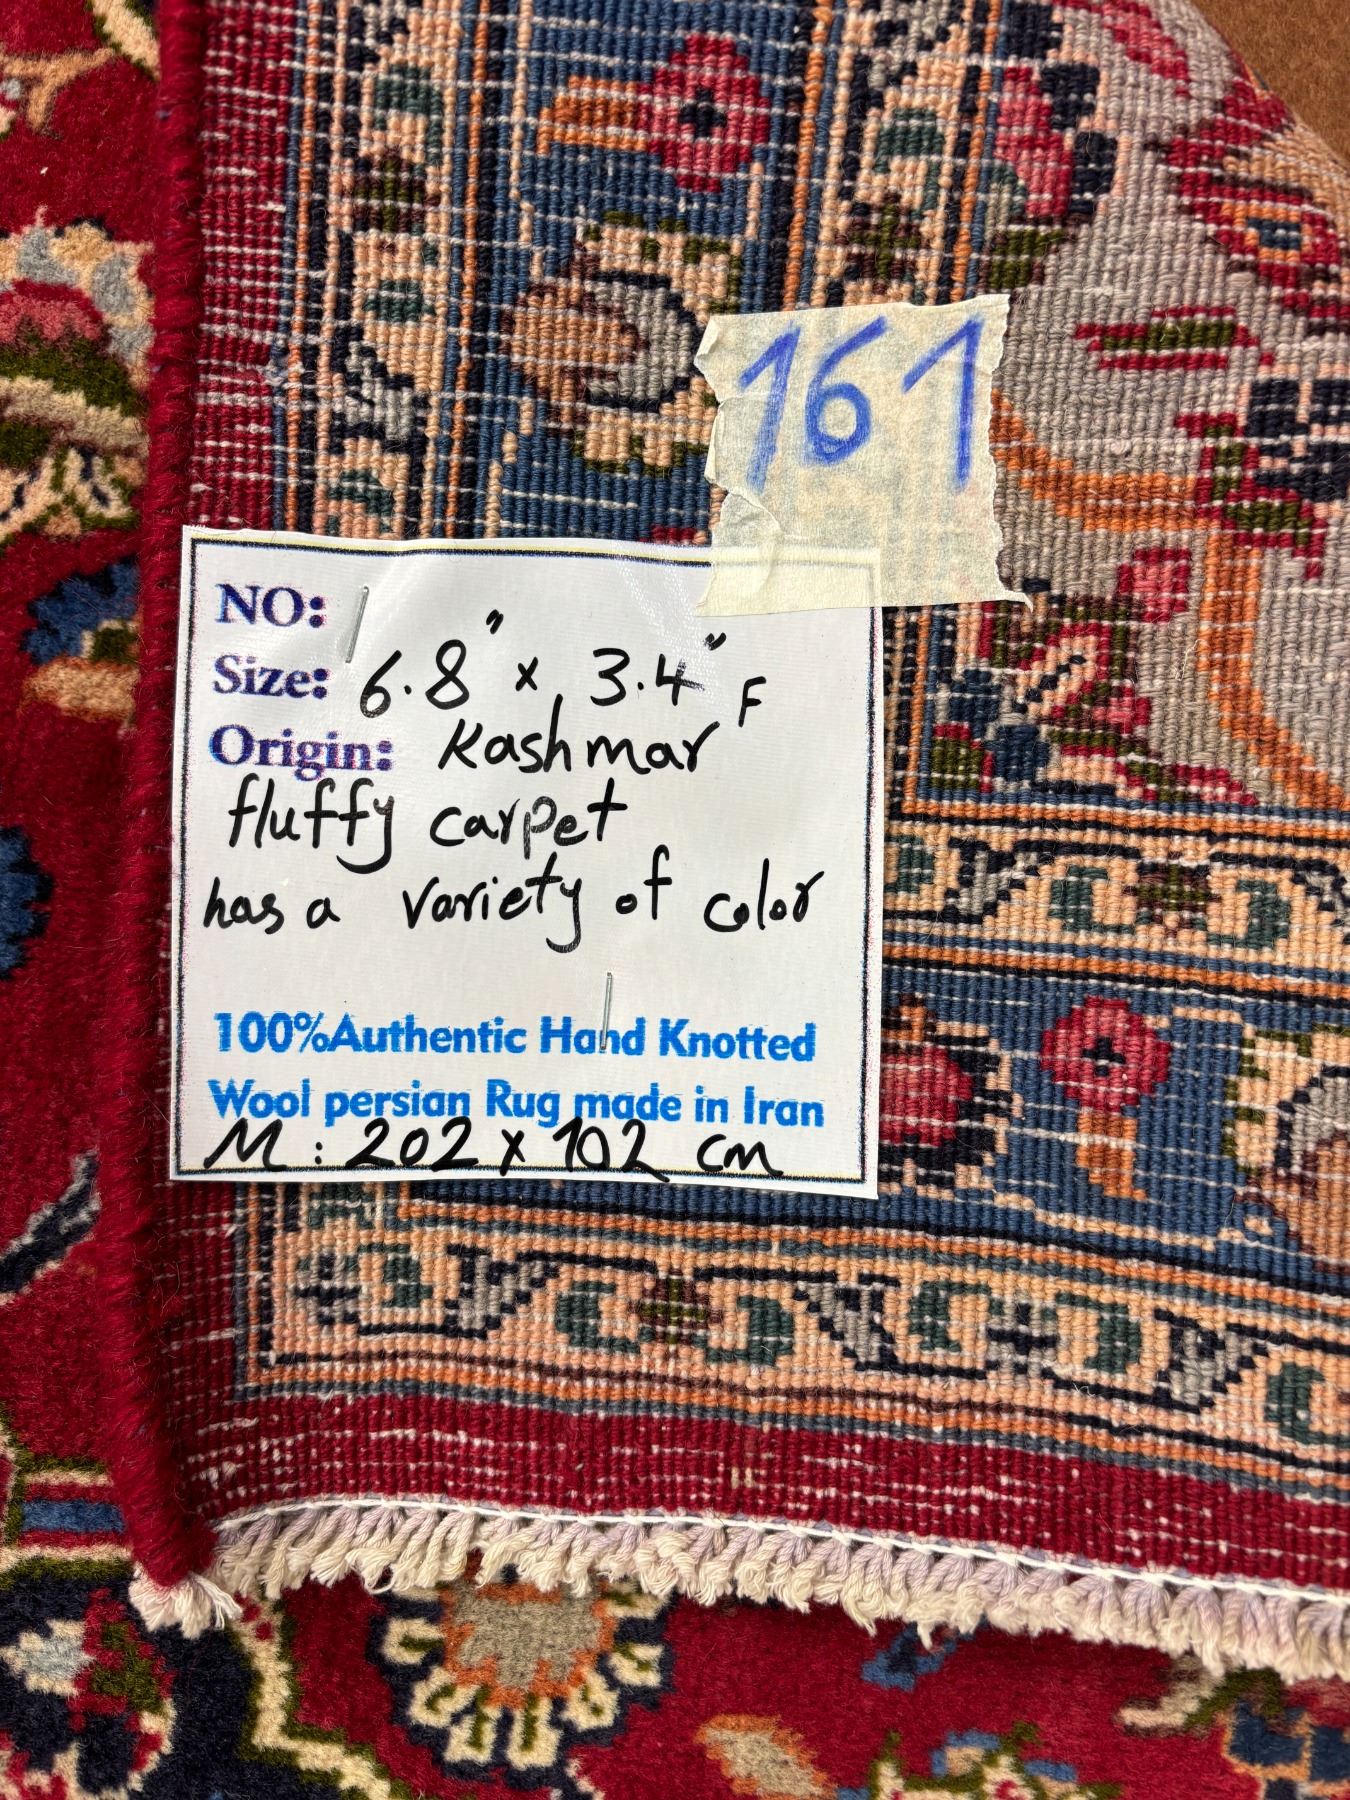 161
NO:
Size: 6.8" x 3.4" F
Origin: Kashmar
fluffy carpet
has a variety of color
100%Authentic Hand Knotted
Wool persian Rug made in Iran
M: 202 x 102 cm